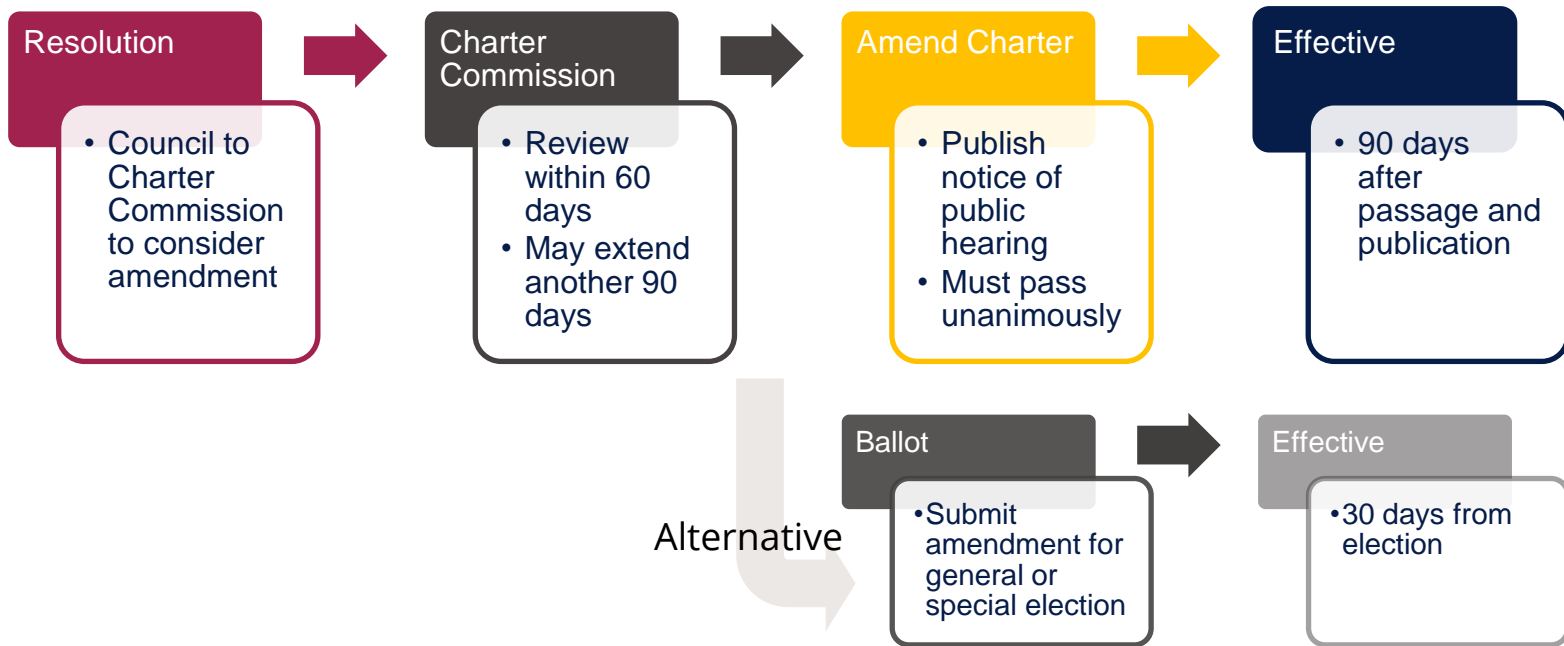 Resolution
• Council to
Charter
Commission
to consider
amendment
Charter
Commission
• Review
within 60
days
• May extend
another 90
days
Amend Charter
• Publish
notice of
public
hearing
• Must pass
unanimously
Effective
• 90 days
after
passage and
publication
Alternative
Ballot
•Submit
amendment for
general or
special election
Effective
•30 days from
election